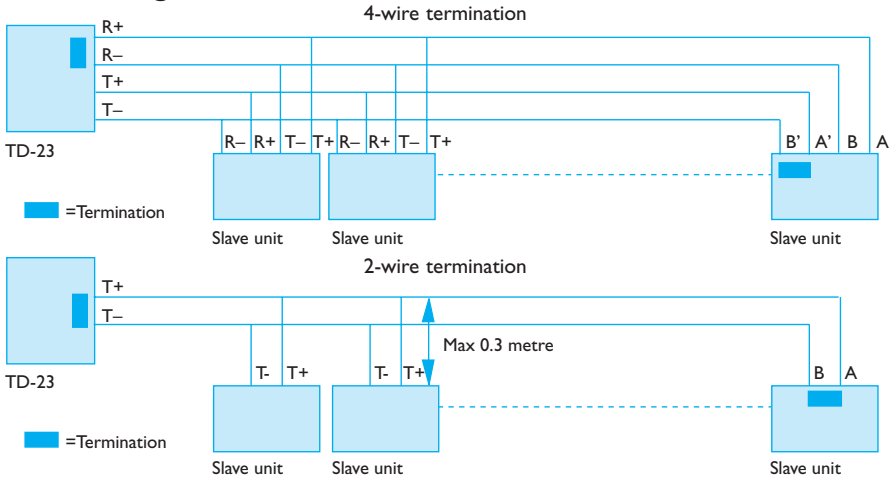 4-wire termination
R+
R–
T+
T–
TD-23
R– R+ T– T+ R– R+ T– T+
B’ A’ B A
=Termination
Slave unit
Slave unit
Slave unit
2-wire termination
T+
T–
Max 0.3 metre
T- T+
T- T+
B A
TD-23
=Termination
Slave unit
Slave unit
Slave unit